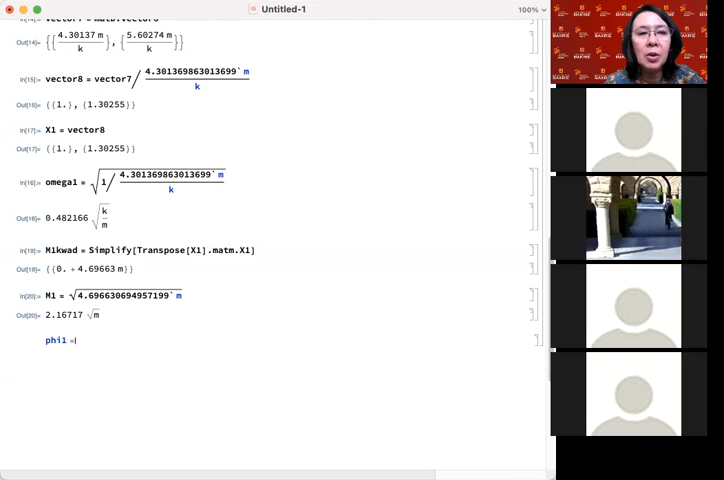 Untitled-1
100%
Out[14]= {{4.30137 m/k}, {5.60274 m/k}}
In[15]:= vector8 = vector7 / 4.301369863013699` m/k
Out[15]= {{1.}, {1.30255}}
In[17]:= X1 = vector8
Out[17]= {{1.}, {1.30255}}
In[16]:= omega1 = √(1 / 4.301369863013699` m/k)
Out[16]= 0.482166 √(k/m)
In[19]:= M1kwad = Simplify[Transpose[X1].matm.X1]
Out[19]= {{0. + 4.69663 m}}
In[20]:= M1 = √(4.696630694957199` m)
Out[20]= 2.16717 √m
phi1 =